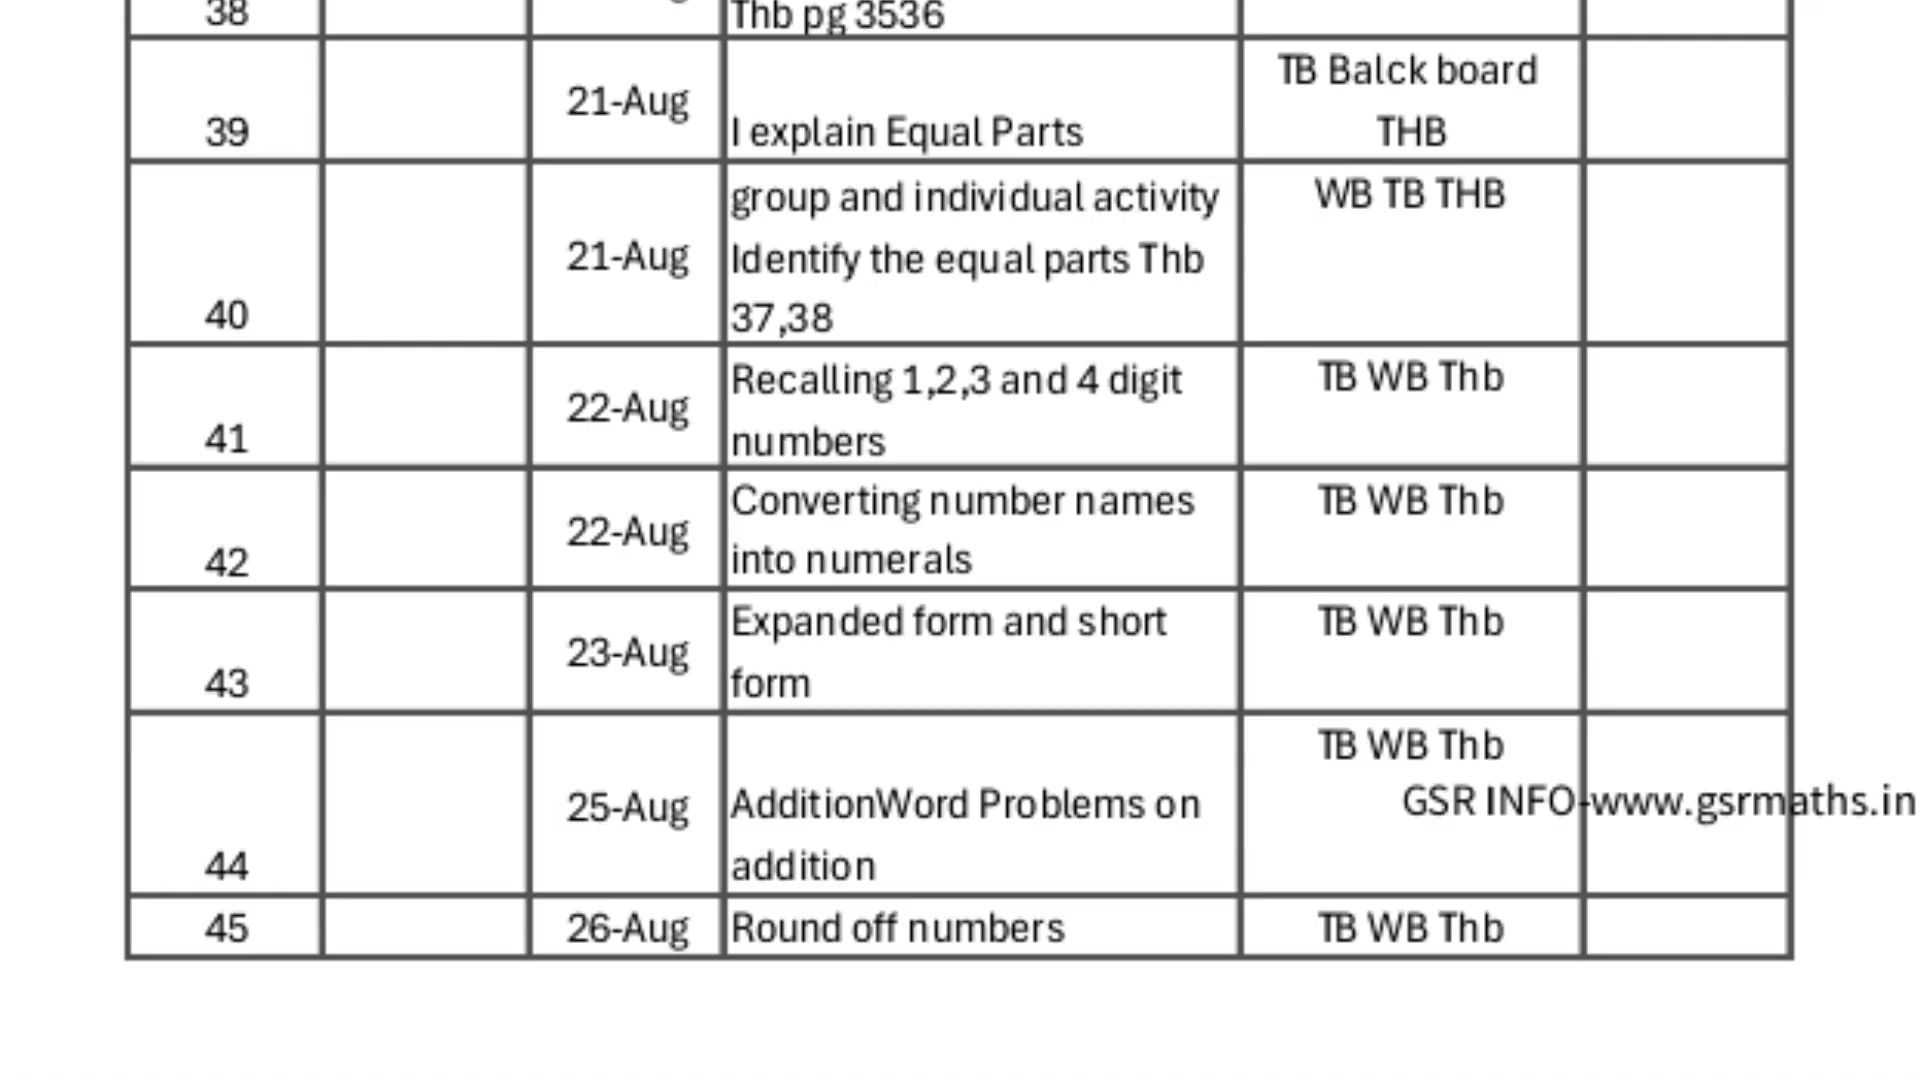 38
Thb pg 3536
39
21-Aug
I explain Equal Parts
TB Balck board
THB
40
21-Aug
group and individual activity
Identify the equal parts Thb
37,38
WB TB THB
41
22-Aug
Recalling 1,2,3 and 4 digit
numbers
TB WB Thb
42
22-Aug
Converting number names
into numerals
TB WB Thb
43
23-Aug
Expanded form and short
form
TB WB Thb
44
25-Aug
AdditionWord Problems on
addition
TB WB Thb
GSR INFO-www.gsrmaths.in
45
26-Aug
Round off numbers
TB WB Thb